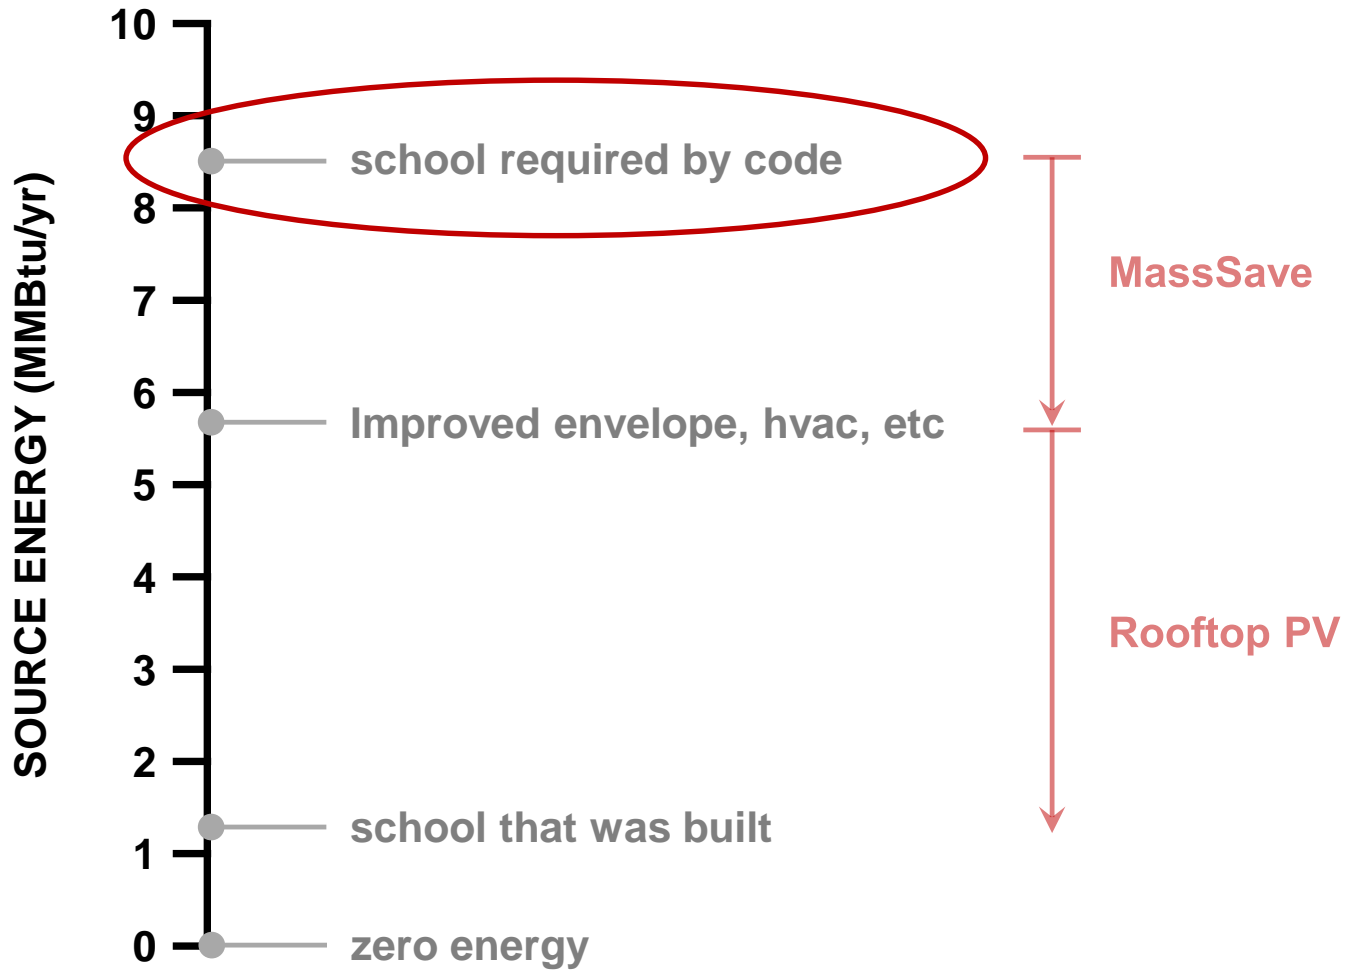 SOURCE ENERGY (MMBtu/yr)
10
9
school required by code
8
7
MassSave
6
Improved envelope, hvac, etc
5
4
Rooftop PV
3
2
school that was built
1
0
zero energy